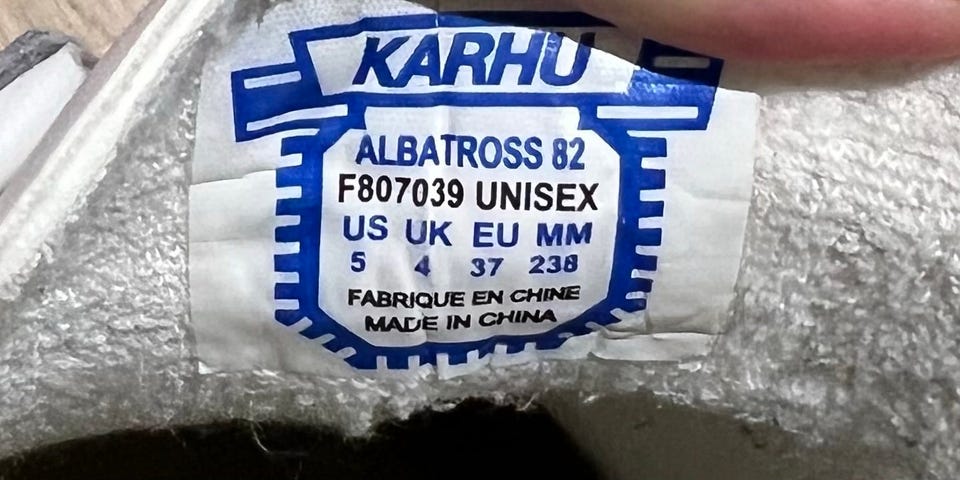 KARHU
ALBATROSS 82
F807039 UNISEX
US UK EU MM
5 4 37 238
FABRIQUE EN CHINE
MADE IN CHINA